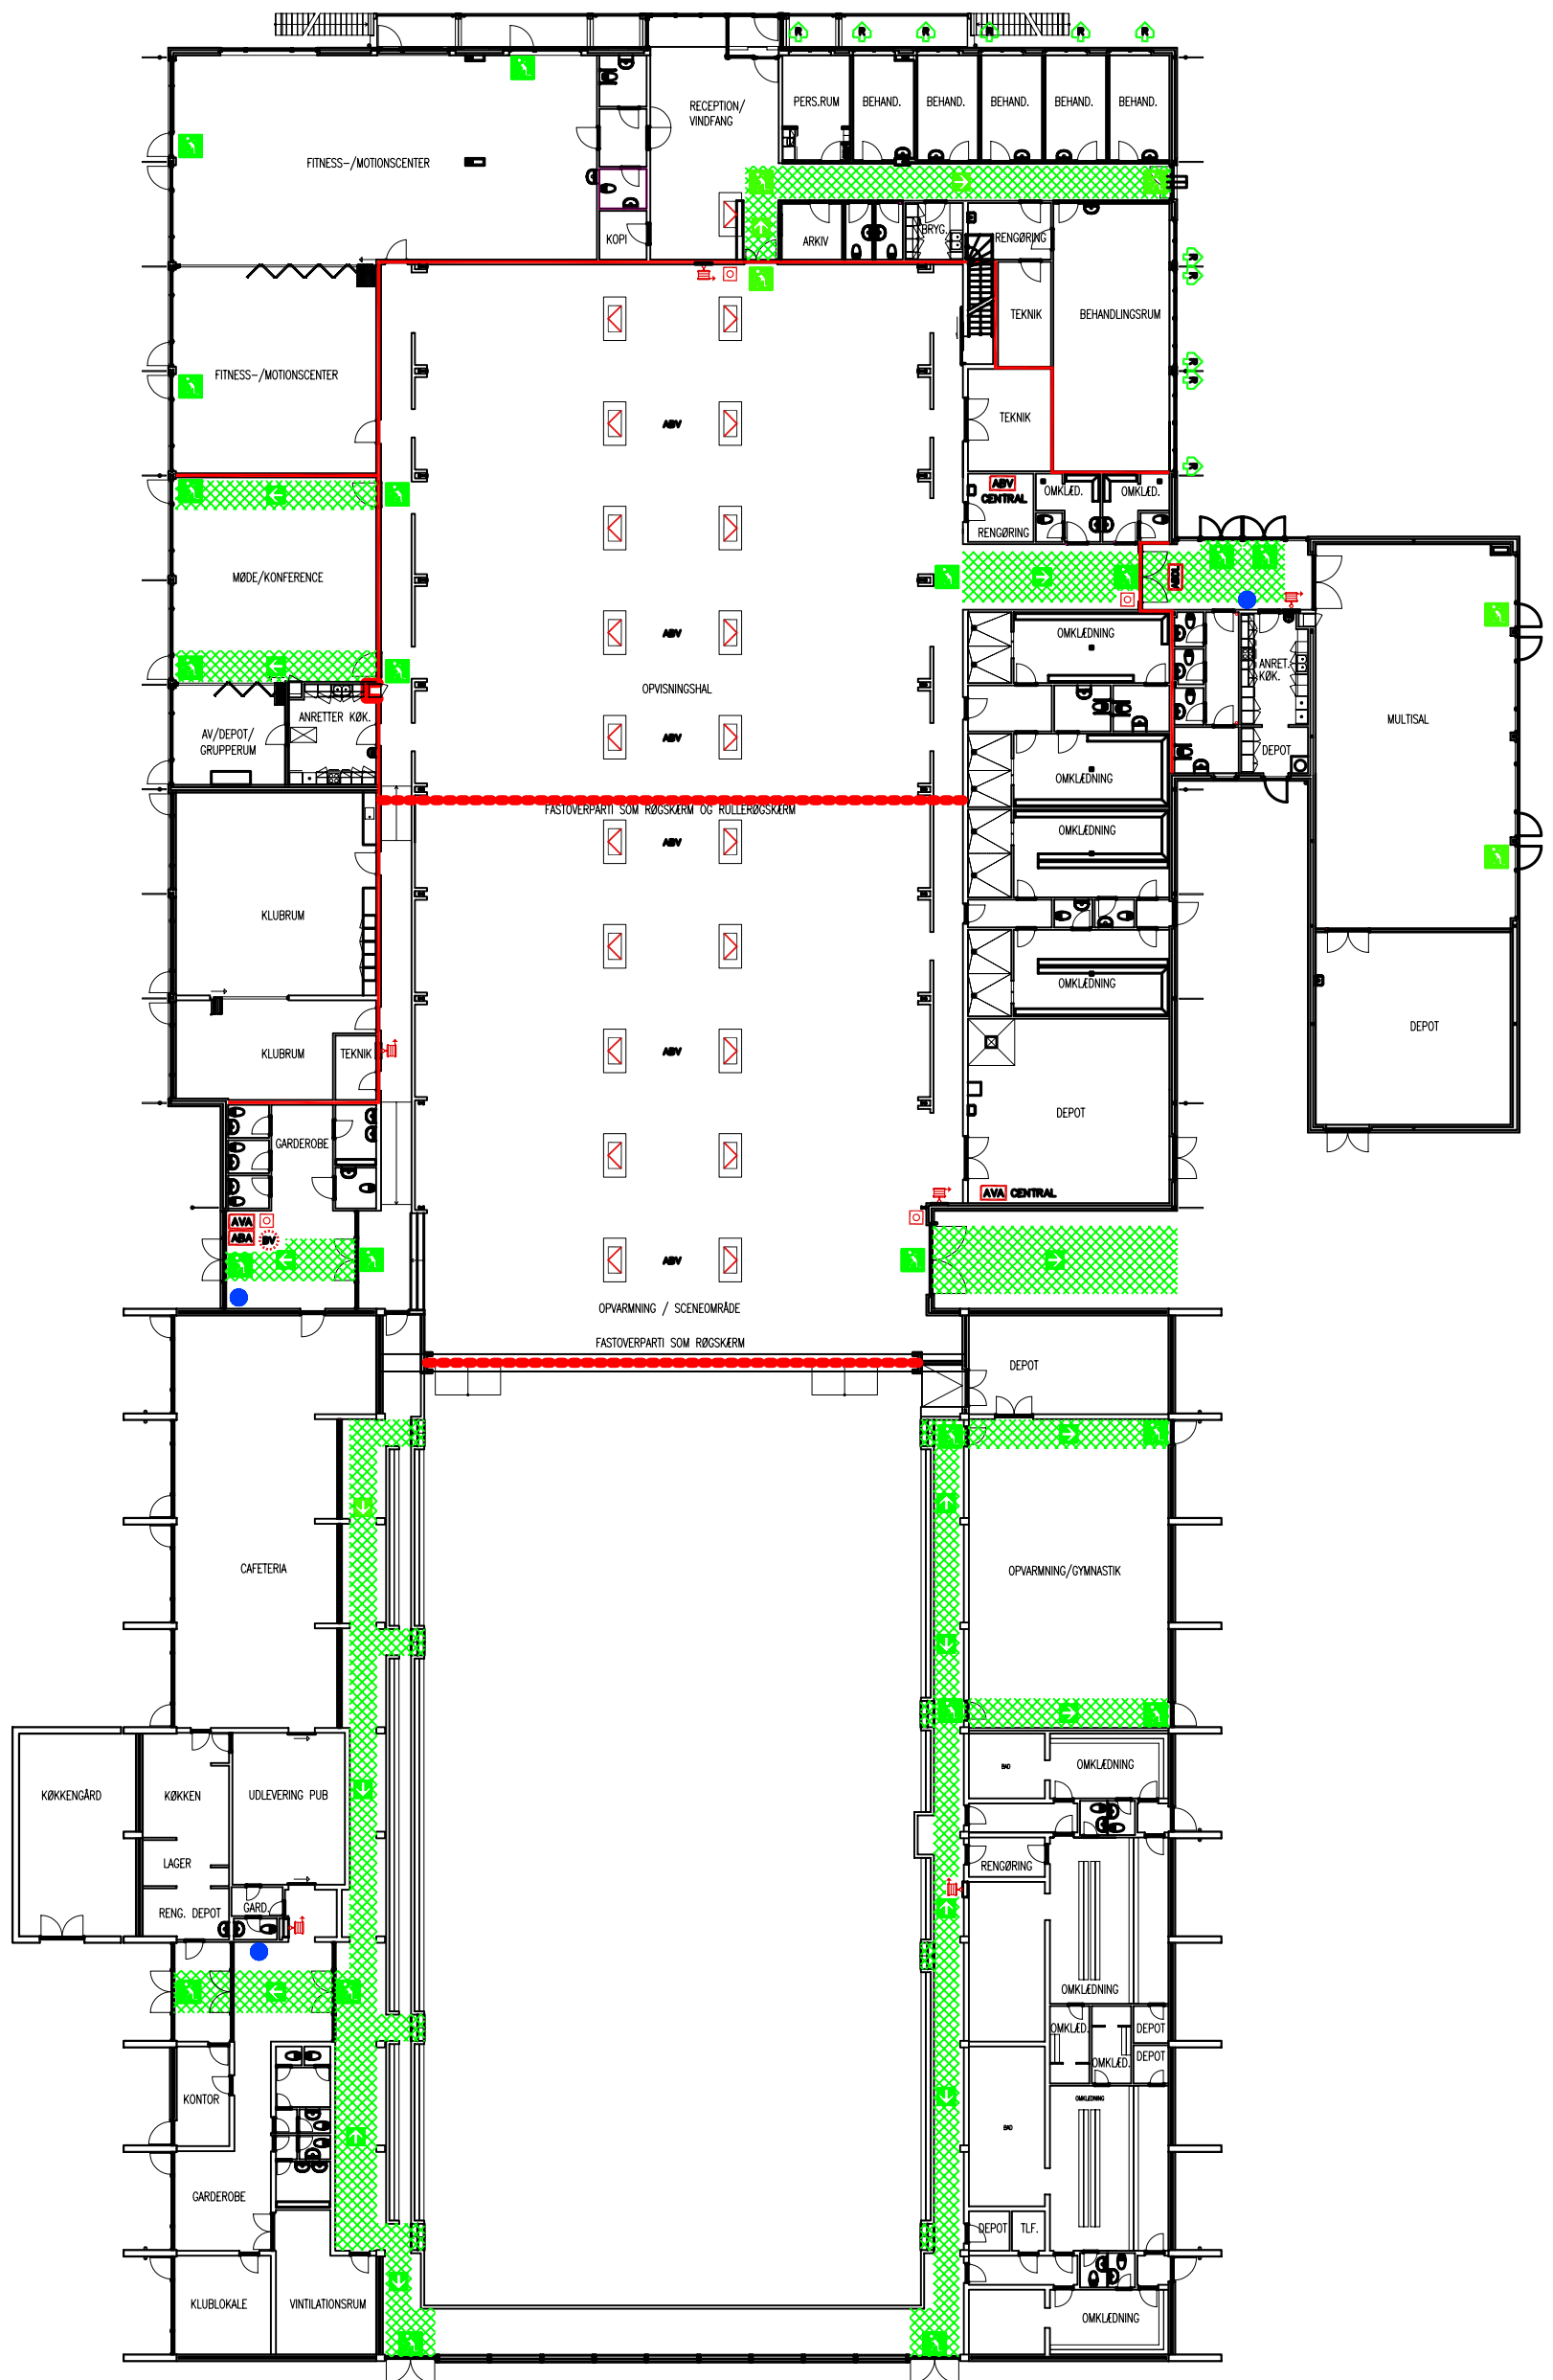 R R R R R R
RECEPTION/
VINDFANG
PERS.RUM
BEHAND.
BEHAND.
BEHAND.
BEHAND.
BEHAND.
FITNESS-/MOTIONSCENTER
KOPI
ARKIV
BRYG.
RENGØRING
R
R
TEKNIK
BEHANDLINGSRUM
FITNESS-/MOTIONSCENTER
R
R
TEKNIK
ABV
R
ABV
CENTRAL
OMKLÆD.
OMKLÆD.
RENGØRING
MØDE/KONFERENCE
ABDL
ABV
OMKLÆDNING
ANRET.
KØK.
OPVISNINGSHAL
ANRETTER KØK.
MULTISAL
AV/DEPOT/
GRUPPERUM
ABV
DEPOT
OMKLÆDNING
FASTOVERPARTI SOM RØGSKÆRM OG RULLERØGSKÆRM
OMKLÆDNING
ABV
KLUBRUM
OMKLÆDNING
DEPOT
KLUBRUM
TEKNIK
ABV
DEPOT
GARDEROBE
AVA CENTRAL
AVA
ABA
BV
ABV
OPVARMNING / SCENEOMRÅDE
FASTOVERPARTI SOM RØGSKÆRM
DEPOT
CAFETERIA
OPVARMNING/GYMNASTIK
BAD
OMKLÆDNING
KØKKENGÅRD
KØKKEN
UDLEVERING PUB
LAGER
RENGØRING
RENG. DEPOT
GARD.
OMKLÆDNING
OMKLÆD.
DEPOT
OMKLÆD.
DEPOT
KONTOR
OMKLÆDNING
BAD
GARDEROBE
DEPOT
TLF.
KLUBLOKALE
VINTILATIONSRUM
OMKLÆDNING